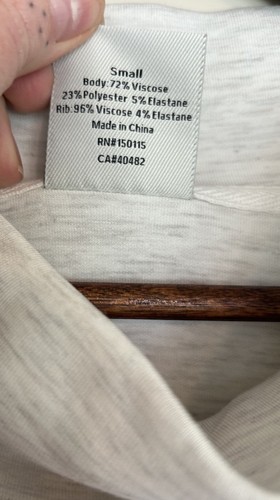 Small
Body:72% Viscose
23% Polyester 5% Elastane
Rib:96% Viscose 4% Elastane
Made in China
RN#150115
CA#40482